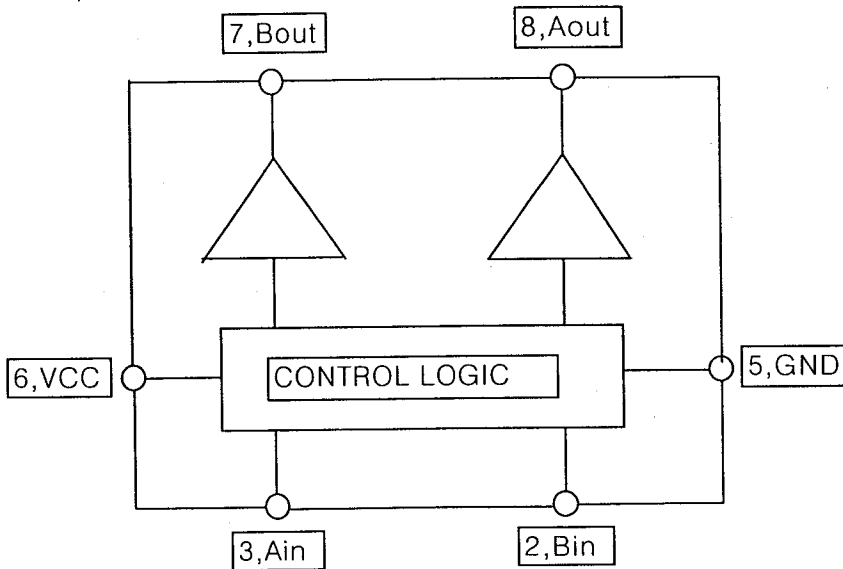 7,Bout
8,Aout
6,VCC
CONTROL LOGIC
5,GND
3,Ain
2,Bin